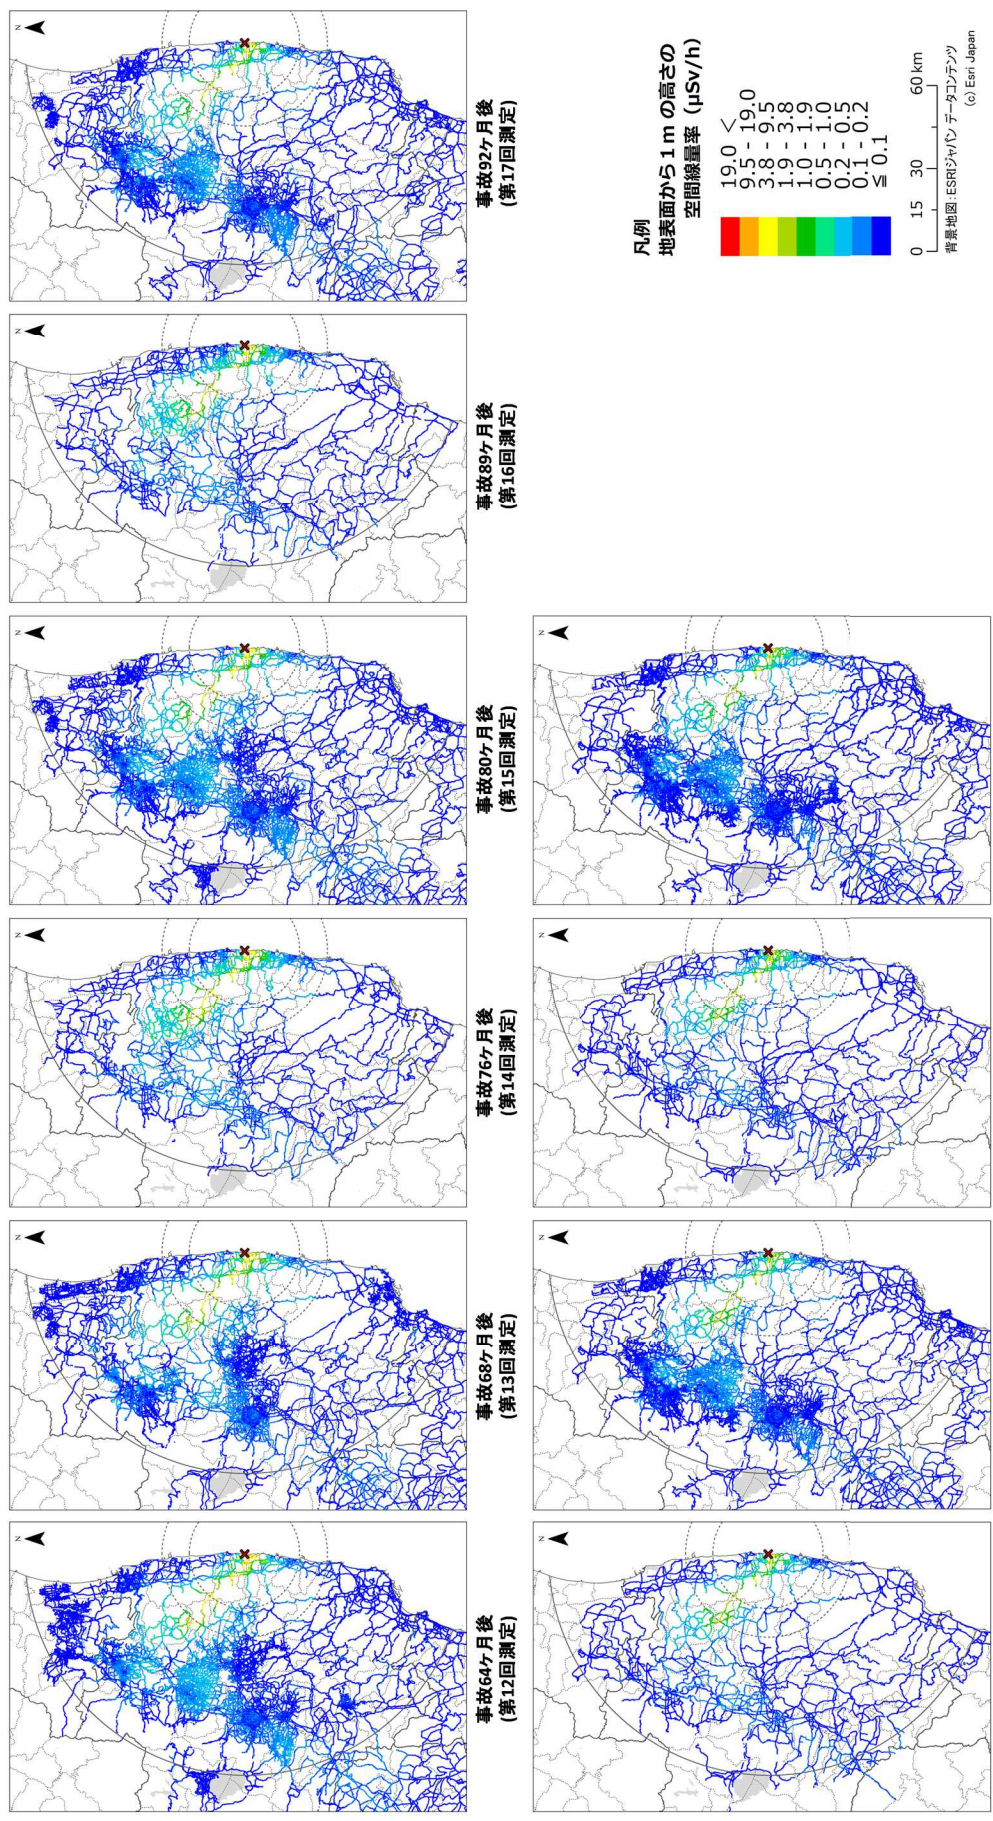 N
事故64ヶ月後
(第12回測定)
N
事故68ヶ月後
(第13回測定)
N
事故76ヶ月後
(第14回測定)
N
事故80ヶ月後
(第15回測定)
N
事故89ヶ月後
(第16回測定)
N
事故92ヶ月後
(第17回測定)
N
N
N
N
凡例
地表面から1mの高さの
空間線量率 (μSv/h)
19.0 <
9.5 - 19.0
3.8 - 9.5
1.9 - 3.8
1.0 - 1.9
0.5 - 1.0
0.2 - 0.5
0.1 - 0.2
≦ 0.1
0 15 30 60 km
背景地図:ESRIジャパン データコンテンツ
(c) Esri Japan